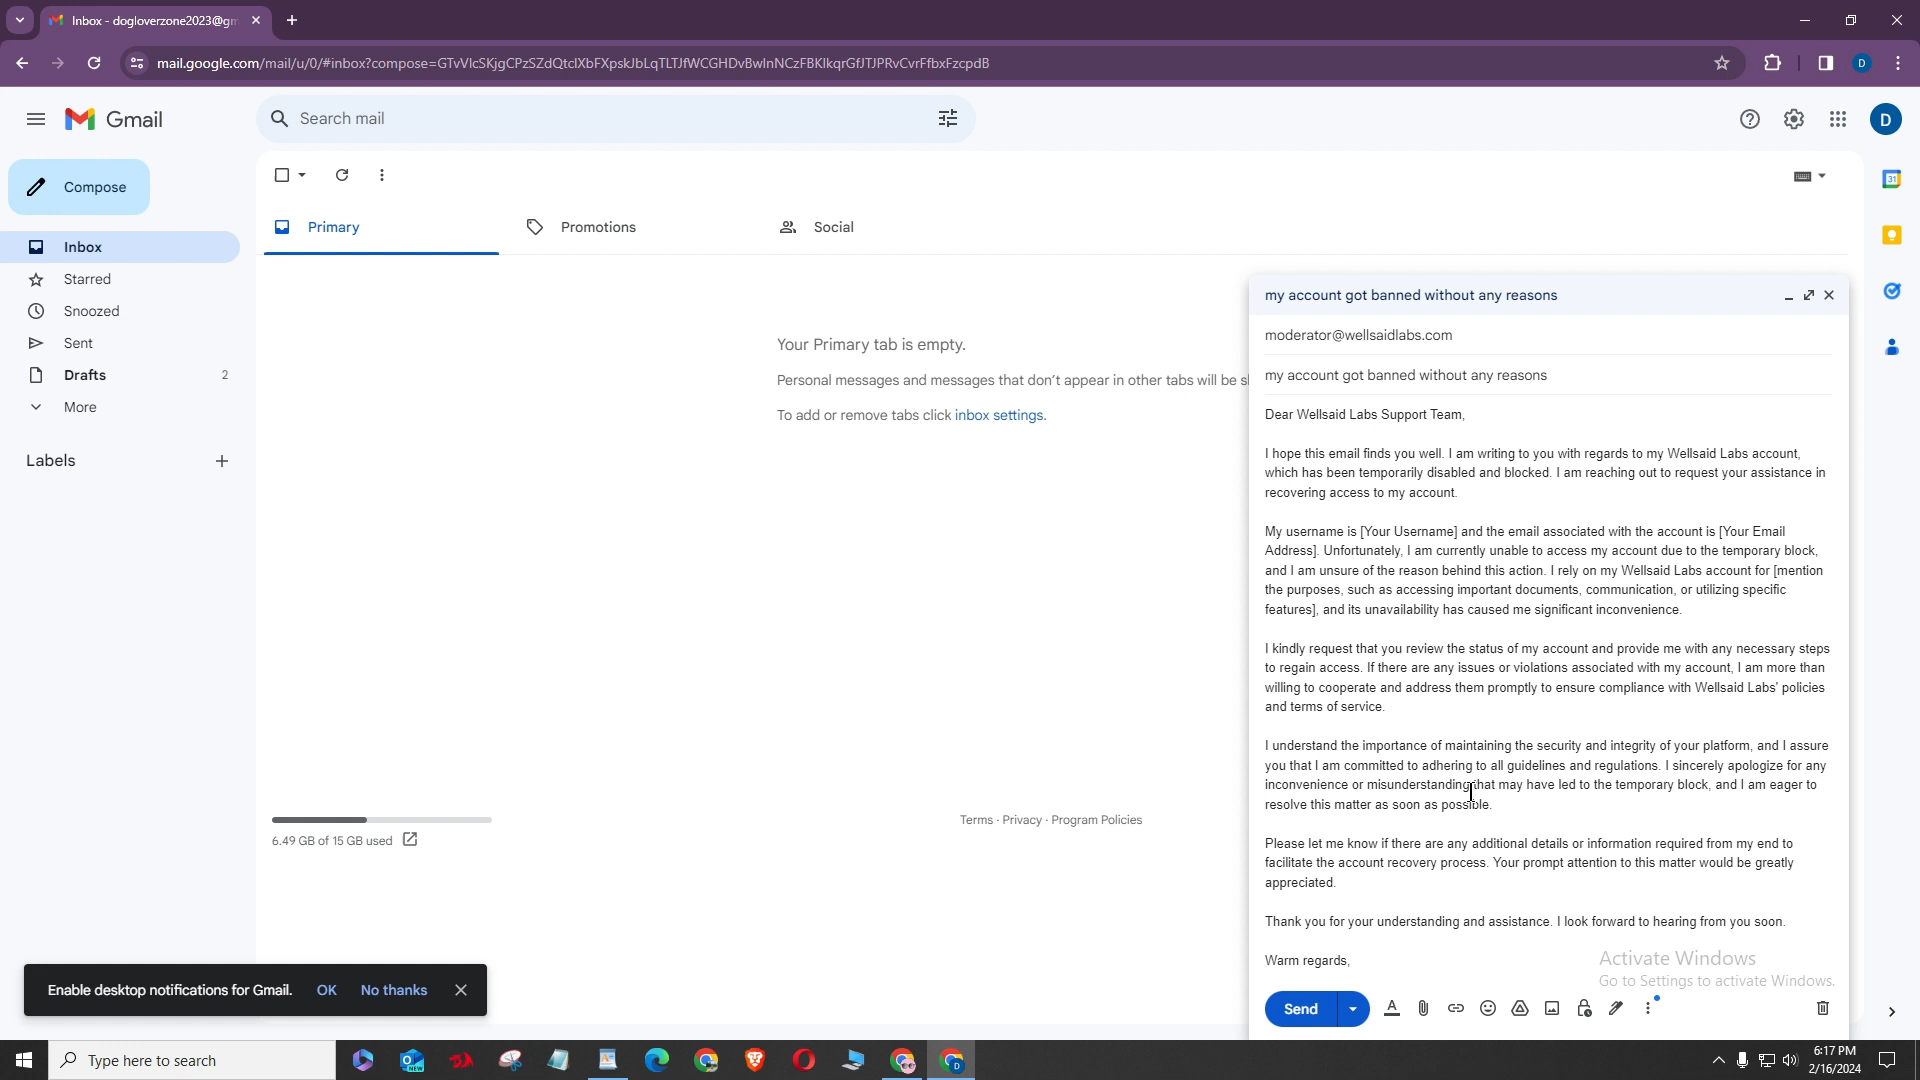 Inbox - dogloverzone2023@gm
mail.google.com/mail/u/0/#inbox?compose=GTvVlcSKjgCPzSZdQtclXbFXpskJbLqTLTJfWCGHDvBwlnNCzFBKlkqrGfJTJPRvCvrFfbxFzcpdB
D
Gmail
Search mail
D
Compose
31
Primary
Promotions
Social
Inbox
Starred
Snoozed
Sent
Drafts 2
More
Labels
Your Primary tab is empty.
Personal messages and messages that don't appear in other tabs will be sh
To add or remove tabs click inbox settings.
6.49 GB of 15 GB used
Terms · Privacy · Program Policies
my account got banned without any reasons
moderator@wellsaidlabs.com
my account got banned without any reasons
Dear Wellsaid Labs Support Team,
I hope this email finds you well. I am writing to you with regards to my Wellsaid Labs account,
which has been temporarily disabled and blocked. I am reaching out to request your assistance in
recovering access to my account.
My username is [Your Username] and the email associated with the account is [Your Email
Address]. Unfortunately, I am currently unable to access my account due to the temporary block,
and I am unsure of the reason behind this action. I rely on my Wellsaid Labs account for [mention
the purposes, such as accessing important documents, communication, or utilizing specific
features], and its unavailability has caused me significant inconvenience.
I kindly request that you review the status of my account and provide me with any necessary steps
to regain access. If there are any issues or violations associated with my account, I am more than
willing to cooperate and address them promptly to ensure compliance with Wellsaid Labs' policies
and terms of service.
I understand the importance of maintaining the security and integrity of your platform, and I assure
you that I am committed to adhering to all guidelines and regulations. I sincerely apologize for any
inconvenience or misunderstanding that may have led to the temporary block, and I am eager to
resolve this matter as soon as possible.
Please let me know if there are any additional details or information required from my end to
facilitate the account recovery process. Your prompt attention to this matter would be greatly
appreciated.
Thank you for your understanding and assistance. I look forward to hearing from you soon.
Warm regards,
Activate Windows
Go to Settings to activate Windows.
Send
Enable desktop notifications for Gmail. OK No thanks
Type here to search
NEW
D
6:17 PM
2/16/2024